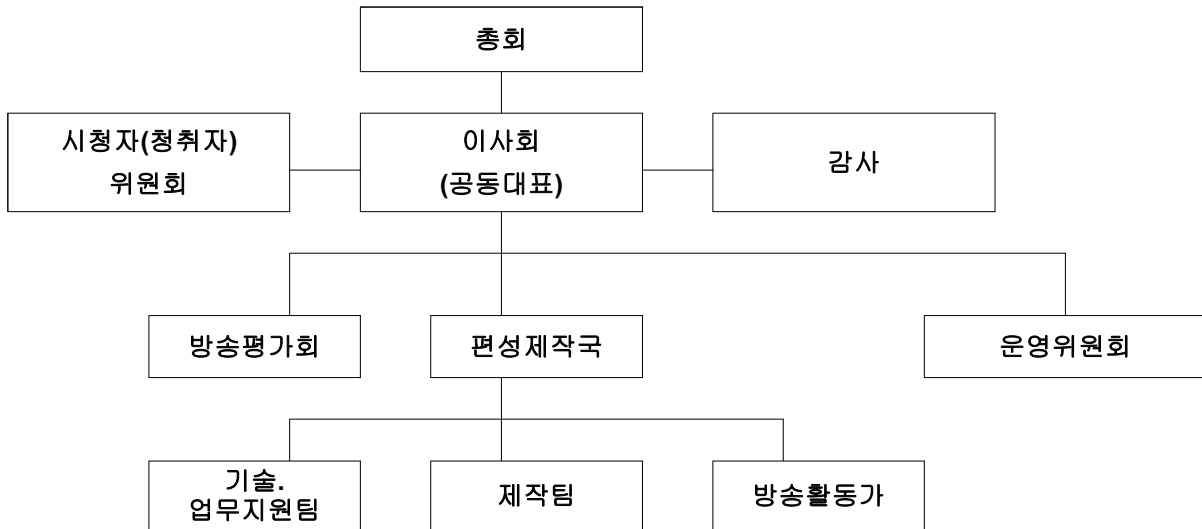 총회
시청자(청취자)
위원회
이사회
(공동대표)
감사
방송평가회
편성제작국
운영위원회
기술.
업무지원팀
제작팀
방송활동가